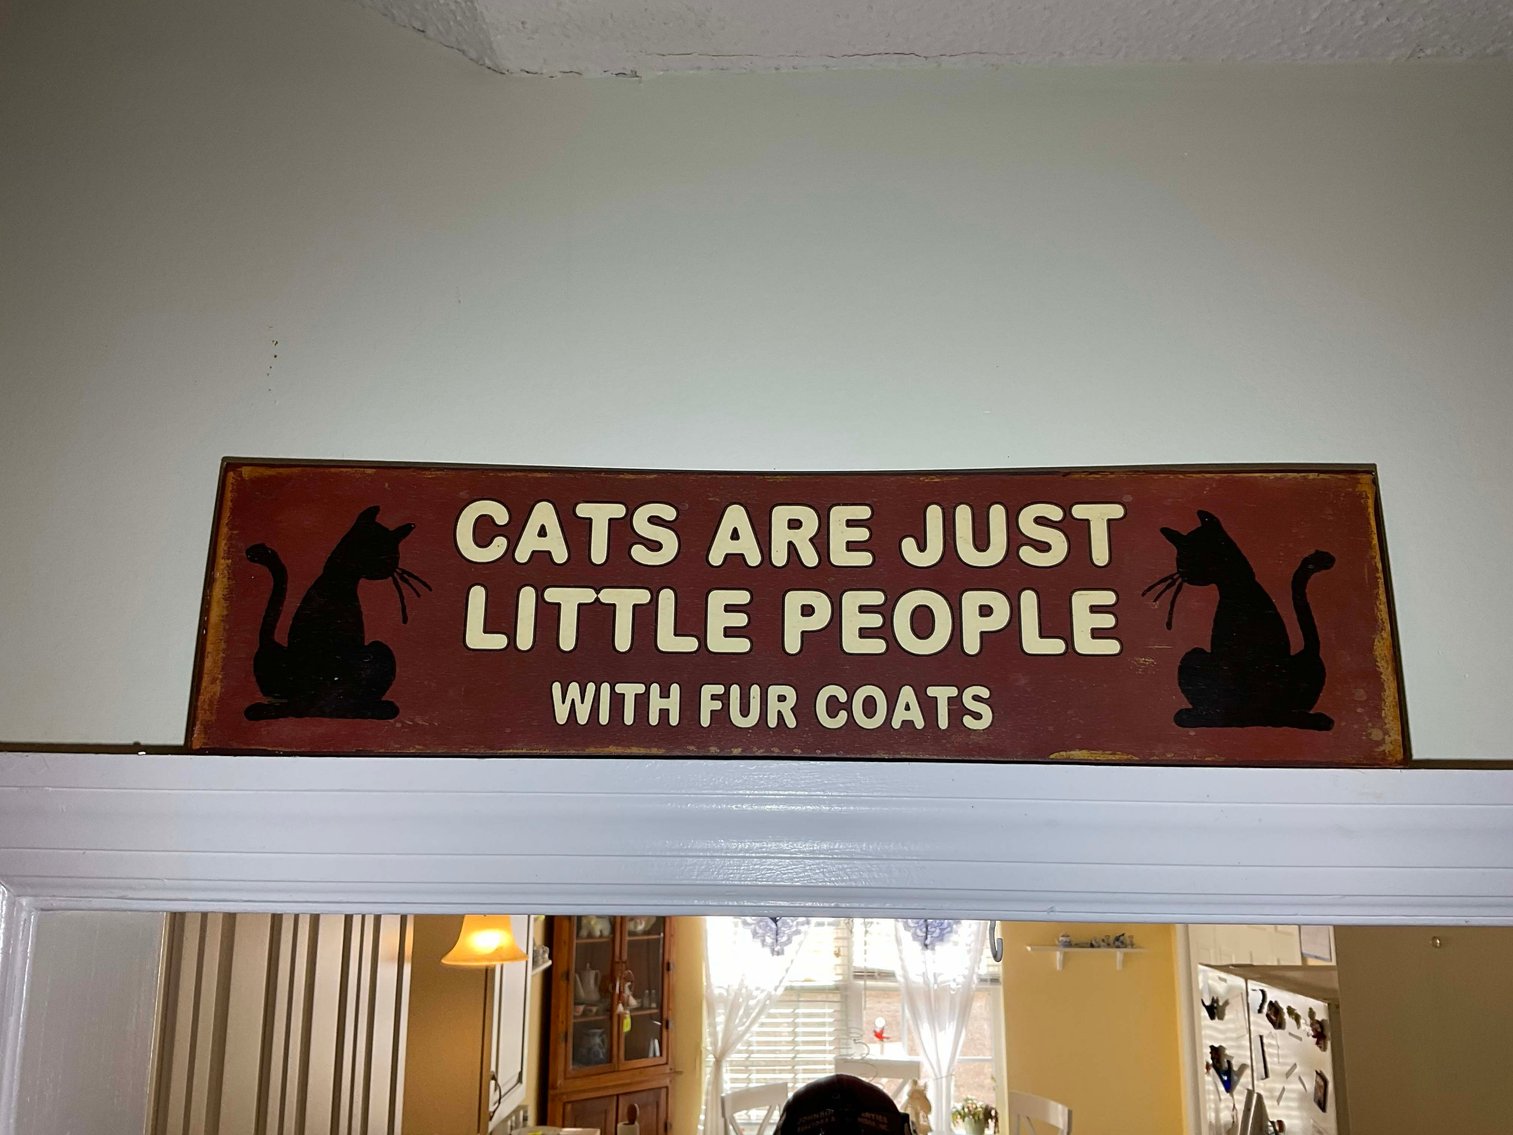 CATS ARE JUST
LITTLE PEOPLE
WITH FUR COATS